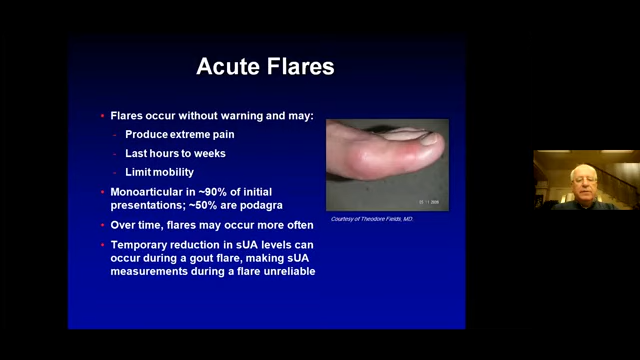 Acute Flares
Flares occur without warning and may:
Produce extreme pain
Last hours to weeks
Limit mobility
Monoarticular in ~90% of initial
presentations; ~50% are podagra
Over time, flares may occur more often
Temporary reduction in sUA levels can
occur during a gout flare, making sUA
measurements during a flare unreliable
Courtesy of Theodore Fields, MD.